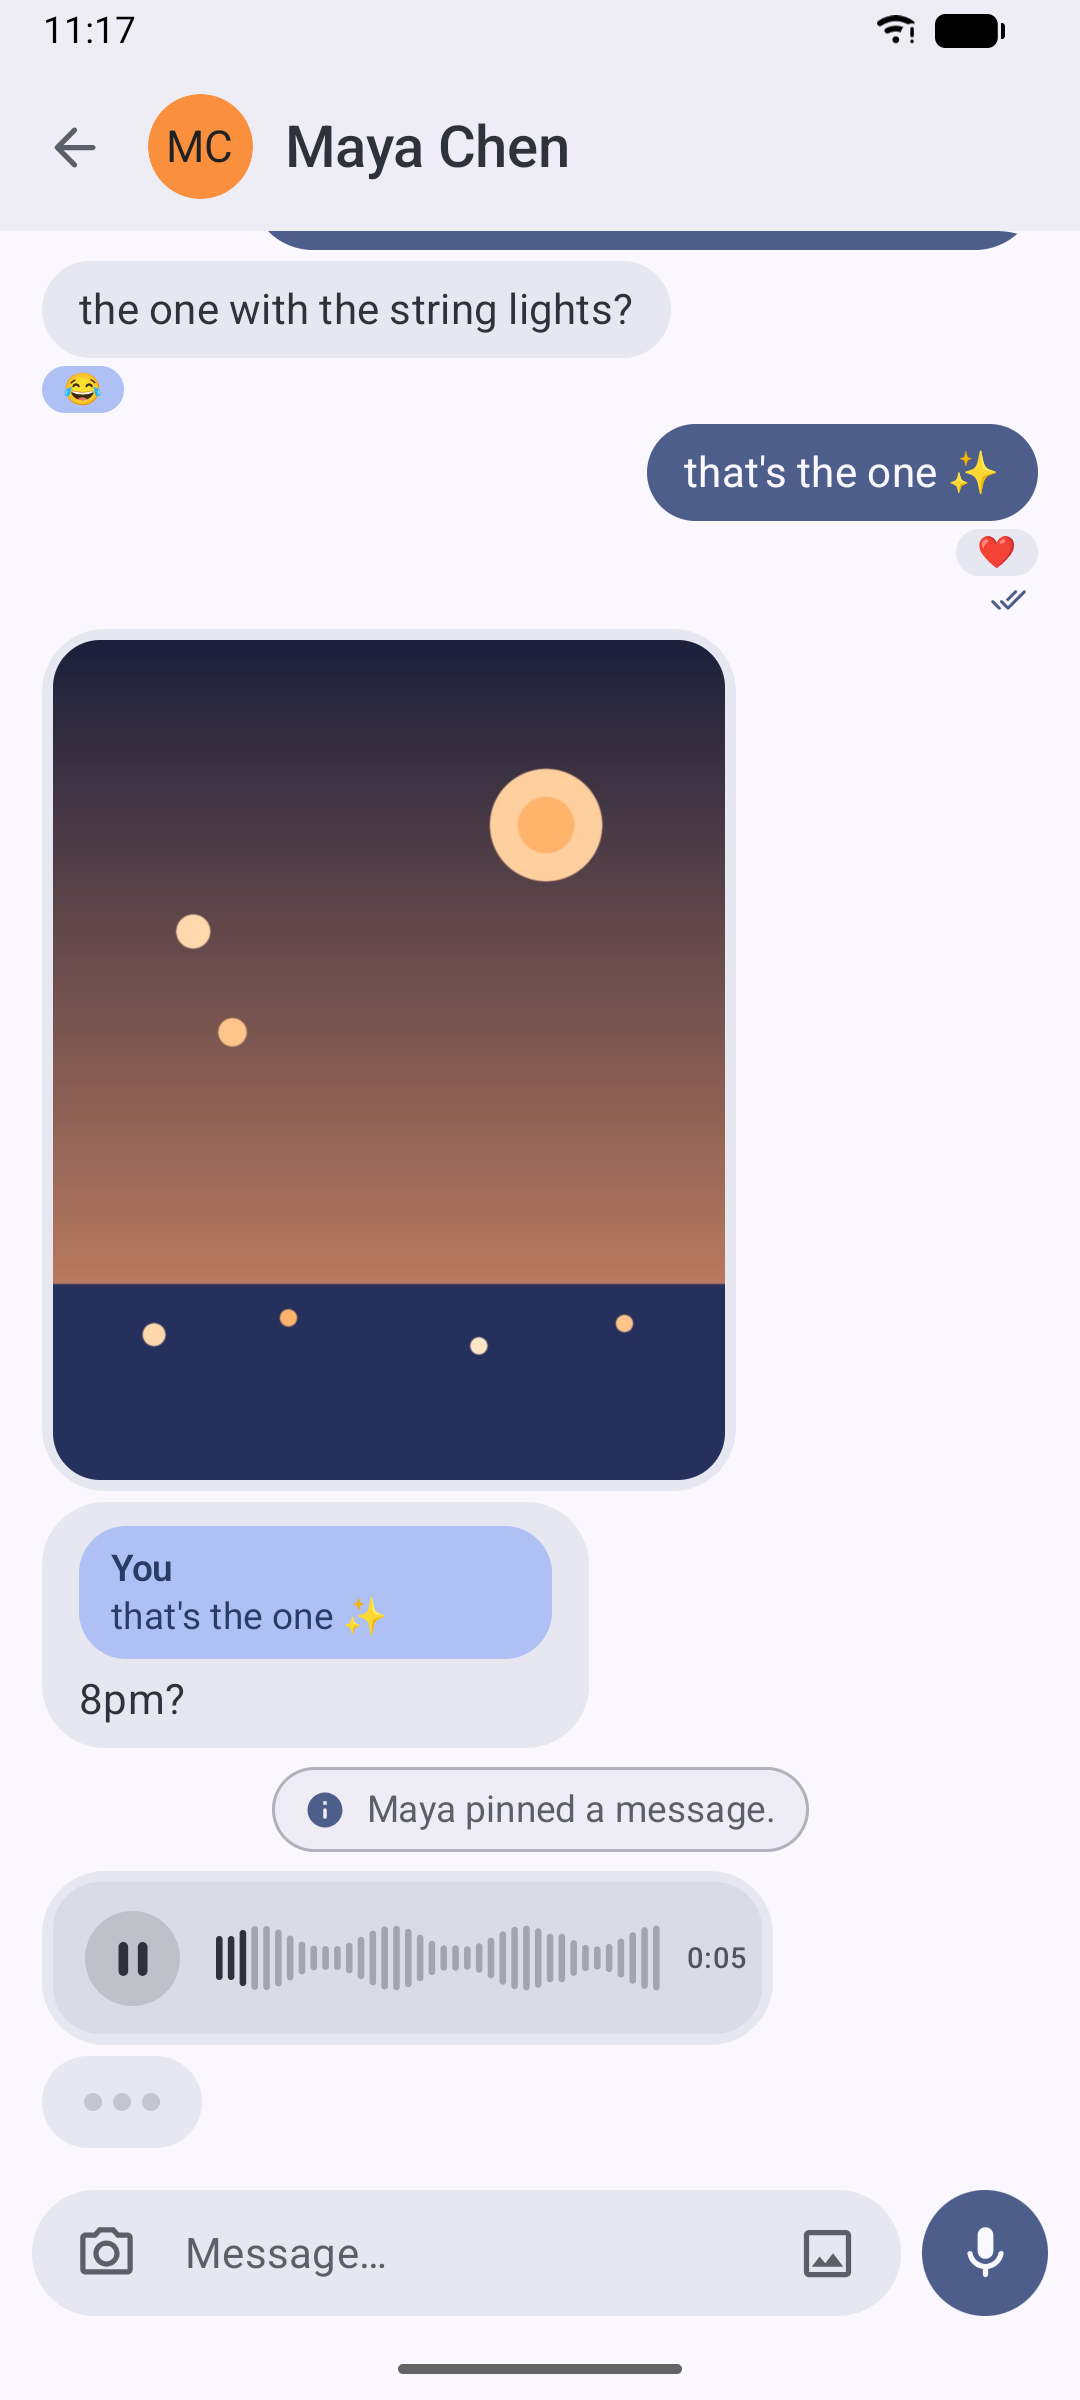 11:17
MC
Maya Chen
the one with the string lights?
😂
that's the one ✨
❤️
You
that's the one ✨
8pm?
Maya pinned a message.
0:05
Message…